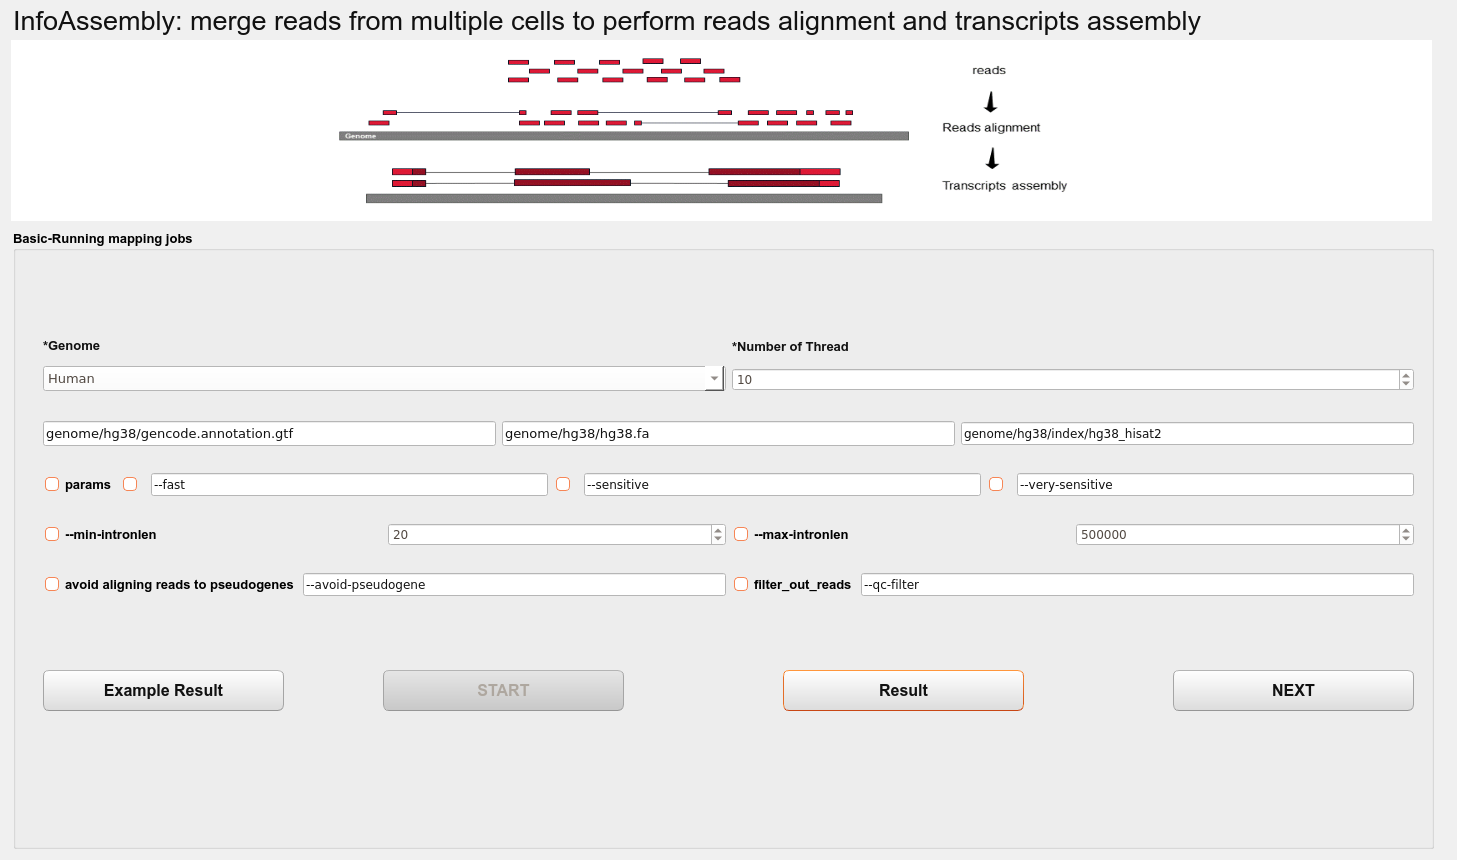 InfoAssembly: merge reads from multiple cells to perform reads alignment and transcripts assembly
reads
Reads alignment
Genome
Transcripts assembly
Basic-Running mapping jobs
*Genome
*Number of Thread
Human
10
genome/hg38/gencode.annotation.gtf
genome/hg38/hg38.fa
genome/hg38/index/hg38_hisat2
params
--fast
--sensitive
--very-sensitive
--min-intronlen
20
--max-intronlen
500000
avoid aligning reads to pseudogenes
--avoid-pseudogene
filter_out_reads
--qc-filter
Example Result
START
Result
NEXT